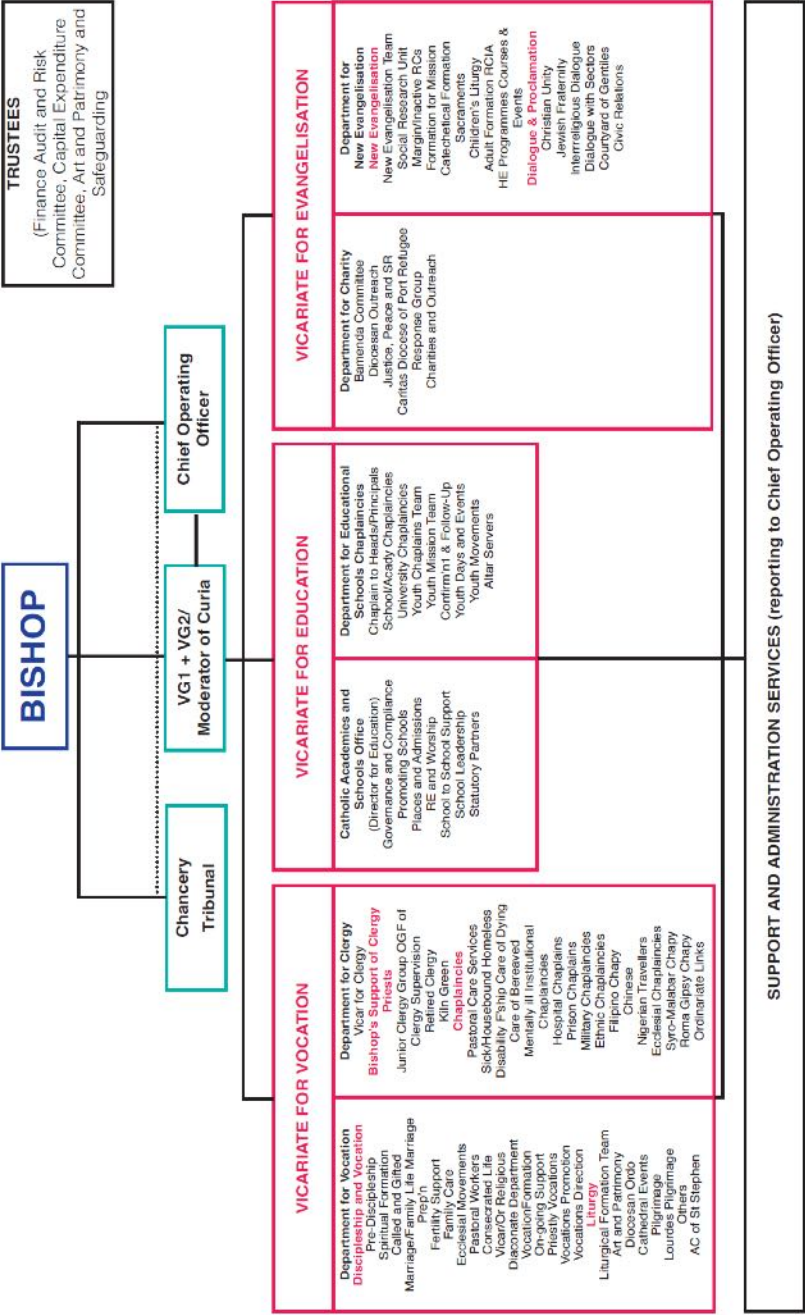 BISHOP
TRUSTEES
(Finance Audit and Risk
Committee, Capital Expenditure
Committee, Art and Patrimony and
Safeguarding
Chancery
Tribunal
VG1 + VG2/
Moderator of Curia
Chief Operating
Officer
VICARIATE FOR VOCATION
Department for Vocation
Discipleship and Vocation
Pre-Discipleship
Spiritual Formation
Called and Gifted
Marriage/Family Life Marriage
Prep'n
Fertility Support
Family Care
Ecclesial Movements
Pastoral Workers
Consecrated Life
Vicar/Or Religious
Diaconate Department
VocationFormation
On-going Support
Priestly Vocations
Vocations Promotion
Vocations Direction
Liturgy
Liturgical Formation Team
Art and Patrimony
Diocesan Ordo
Cathedral Events
Pilgrimage
Lourdes Pilgrimage
Others
AC of St Stephen
Department for Clergy
Vicar for Clergy
Bishop's Support of Clergy
Priests
Junior Clergy Group OGF of
Clergy Supervision
Retired Clergy
Kiln Green
Chaplaincies
Pastoral Care Services
Sick/Housebound Homeless
Disability F'ship Care of Dying
Care of Bereaved
Mentally ill Institutional
Chaplaincies
Hospital Chaplains
Prison Chaplains
Military Chaplaincies
Ethnic Chaplaincies
Filipino Chapy
Chinese
Nigerian Travellers
Ecclesial Chaplaincies
Syro-Malabar Chapy
Roma Gipsy Chapy
Ordinariate Links
VICARIATE FOR EDUCATION
Catholic Academies and
Schools Office
(Director for Education)
Governance and Compliance
Promoting Schools
Places and Admissions
RE and Worship
School to School Support
School Leadership
Statutory Partners
Department for Educational
Schools Chaplaincies
Chaplain to Heads/Principals
School/Acady Chaplaincies
University Chaplaincies
Youth Chaplains Team
Youth Mission Team
Confirm'n1 & Follow-Up
Youth Days and Events
Youth Movements
Altar Servers
VICARIATE FOR EVANGELISATION
Department for Charity
Bamenda Committee
Diocesan Outreach
Justice, Peace and SR
Caritas Diocese of Port Refugee
Response Group
Charities and Outreach
Department for
New Evangelisation
New Evangelisation
New Evangelisation Team
Social Research Unit
Margin/Inactive RCs
Formation for Mission
Catechetical Formation
Sacraments
Children's Liturgy
Adult Formation RCIA
HE Programmes Courses &
Events
Dialogue & Proclamation
Christian Unity
Jewish Fraternity
Interreligious Dialogue
Dialogue with Sectors
Courtyard of Gentiles
Civic Relations
SUPPORT AND ADMINISTRATION SERVICES (reporting to Chief Operating Officer)